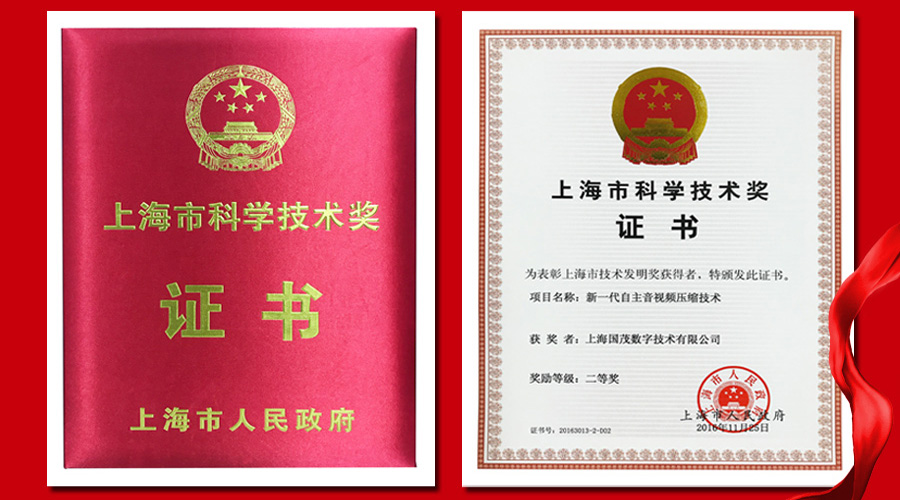 上海市科学技术奖
证书
上海市人民政府
上海市科学技术奖
证书
为表彰上海市技术发明奖获得者、特颁发此证书。
项目名称：新一代自主音视频压缩技术
获奖者：上海国茂数字技术有限公司
奖励等级：二等奖
上海市人民政府
上海市人民政府
2016年11月25日
证书号：20163013-2-002